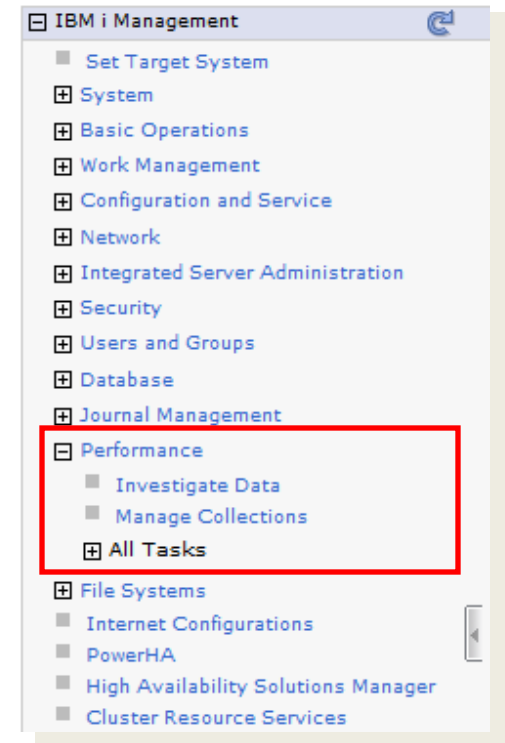 IBM i Management
Set Target System
System
Basic Operations
Work Management
Configuration and Service
Network
Integrated Server Administration
Security
Users and Groups
Database
Journal Management
Performance
Investigate Data
Manage Collections
All Tasks
File Systems
Internet Configurations
PowerHA
High Availability Solutions Manager
Cluster Resource Services